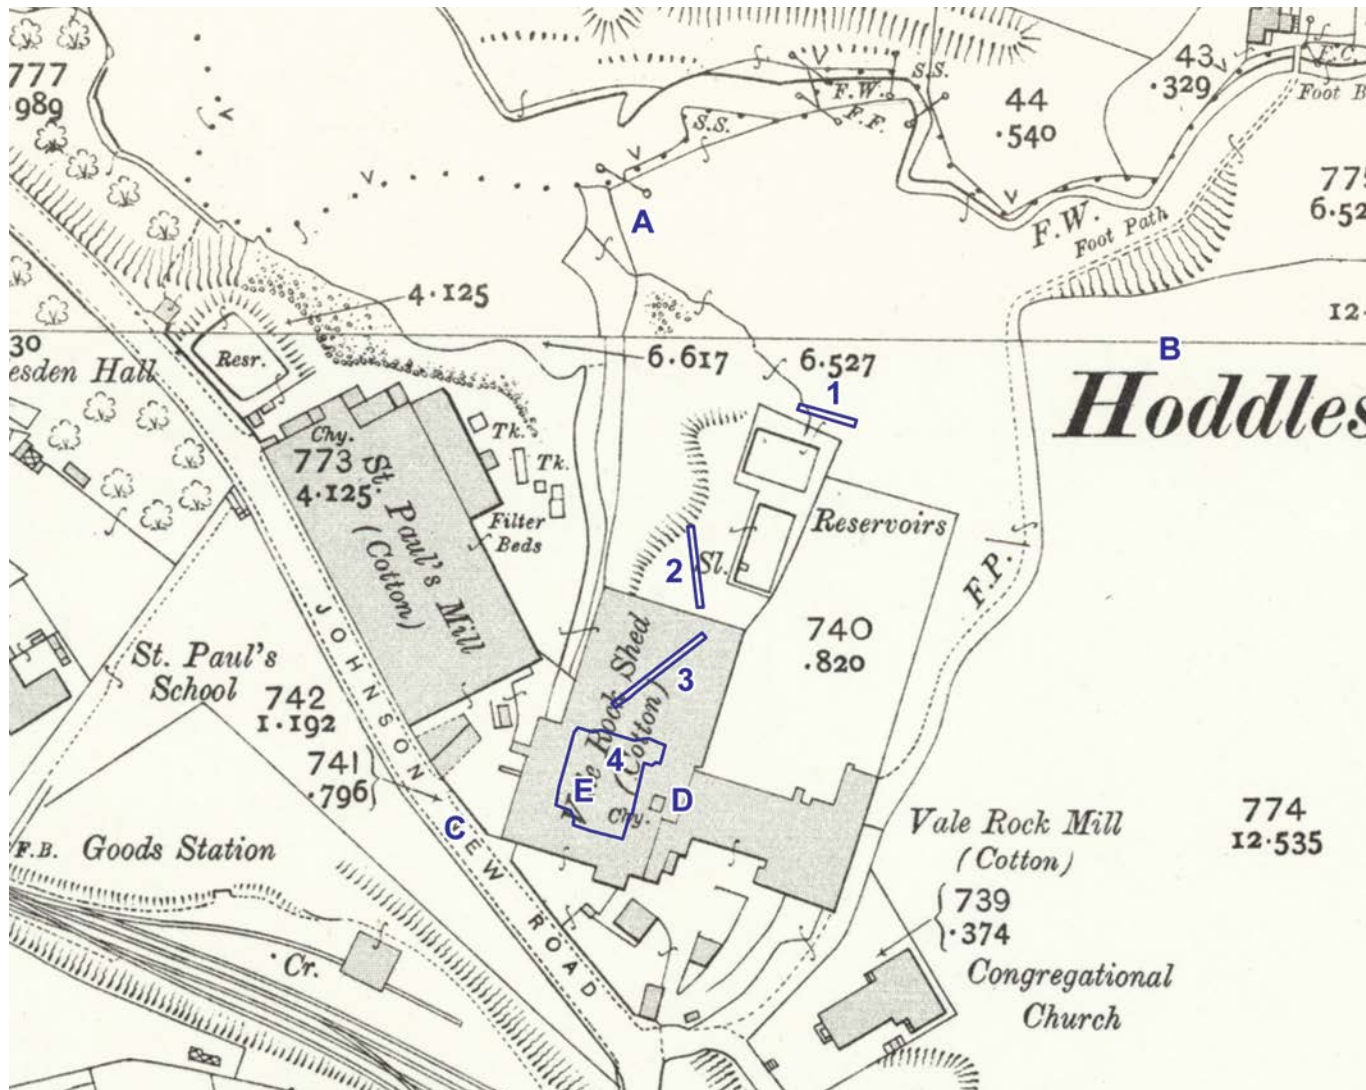 777
989
V
F.W.
F.F.
S.S.
S.S.
44
·540
43
·329
F.C.
Foot B
775
6.52
V
A
F.W.
Foot Path
4·125
30
esden Hall
Resr.
6.617
6.527
12.
B
Hoddles
1
Chy.
773
4·125
St. Paul's Mill
(Cotton)
Tk.
Tk.
Filter
Beds
Reservoirs
2
Sl.
F.P.
740
·820
JOHNSON NEW ROAD
St. Paul's
School
742
1·192
741
·796
Vale Rock Shed
(Cotton)
3
4
E
D
Chy.
C
F.B. Goods Station
Cr.
Vale Rock Mill
(Cotton)
739
·374
774
12·535
Congregational
Church